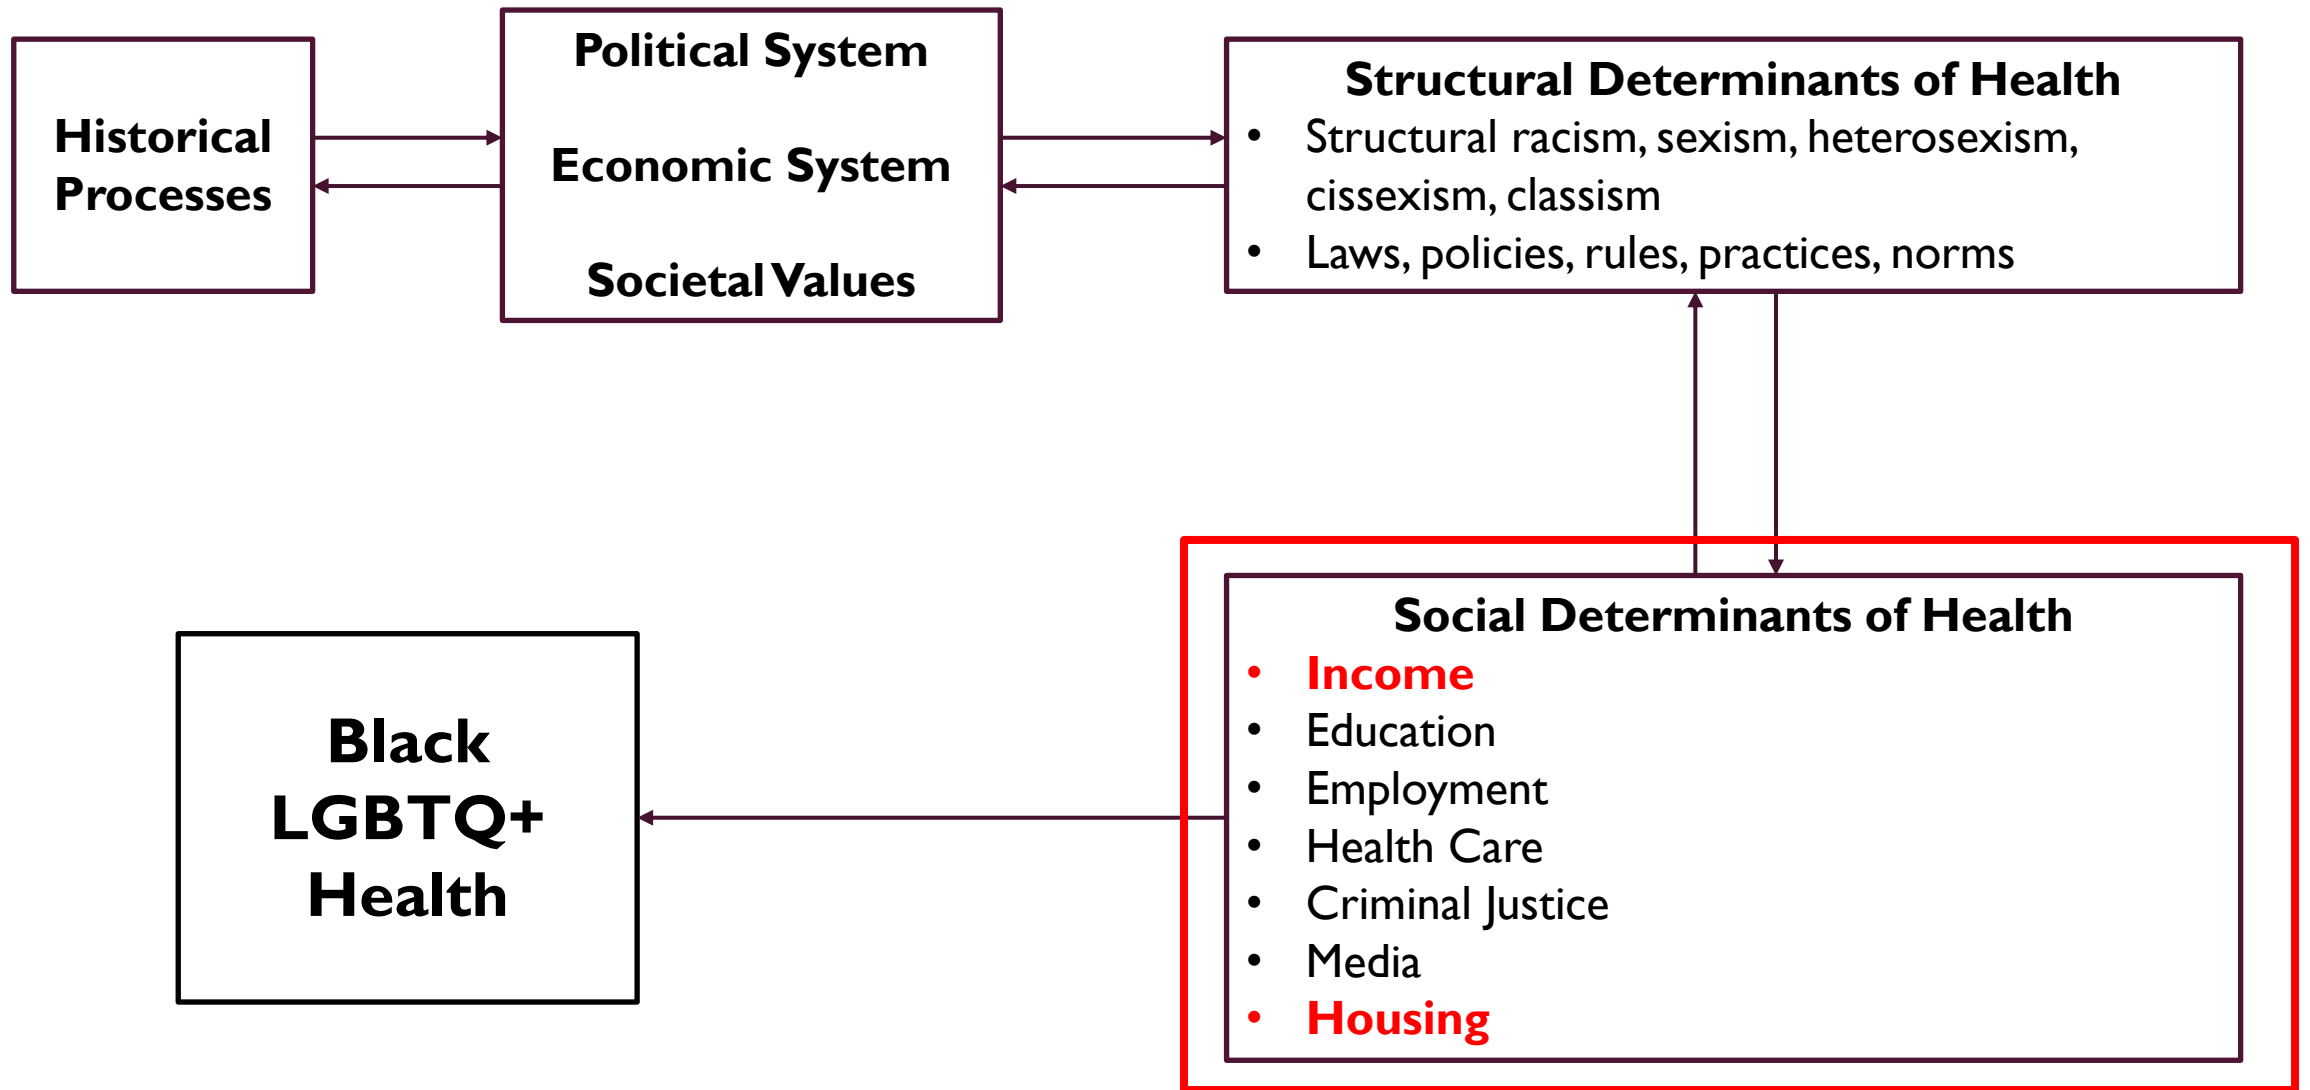 Historical
Processes
Political System
Economic System
Societal Values
Structural Determinants of Health
• Structural racism, sexism, heterosexism,
cissexism, classism
• Laws, policies, rules, practices, norms
Social Determinants of Health
• Income
• Education
• Employment
• Health Care
• Criminal Justice
• Media
• Housing
Black
LGBTQ+
Health